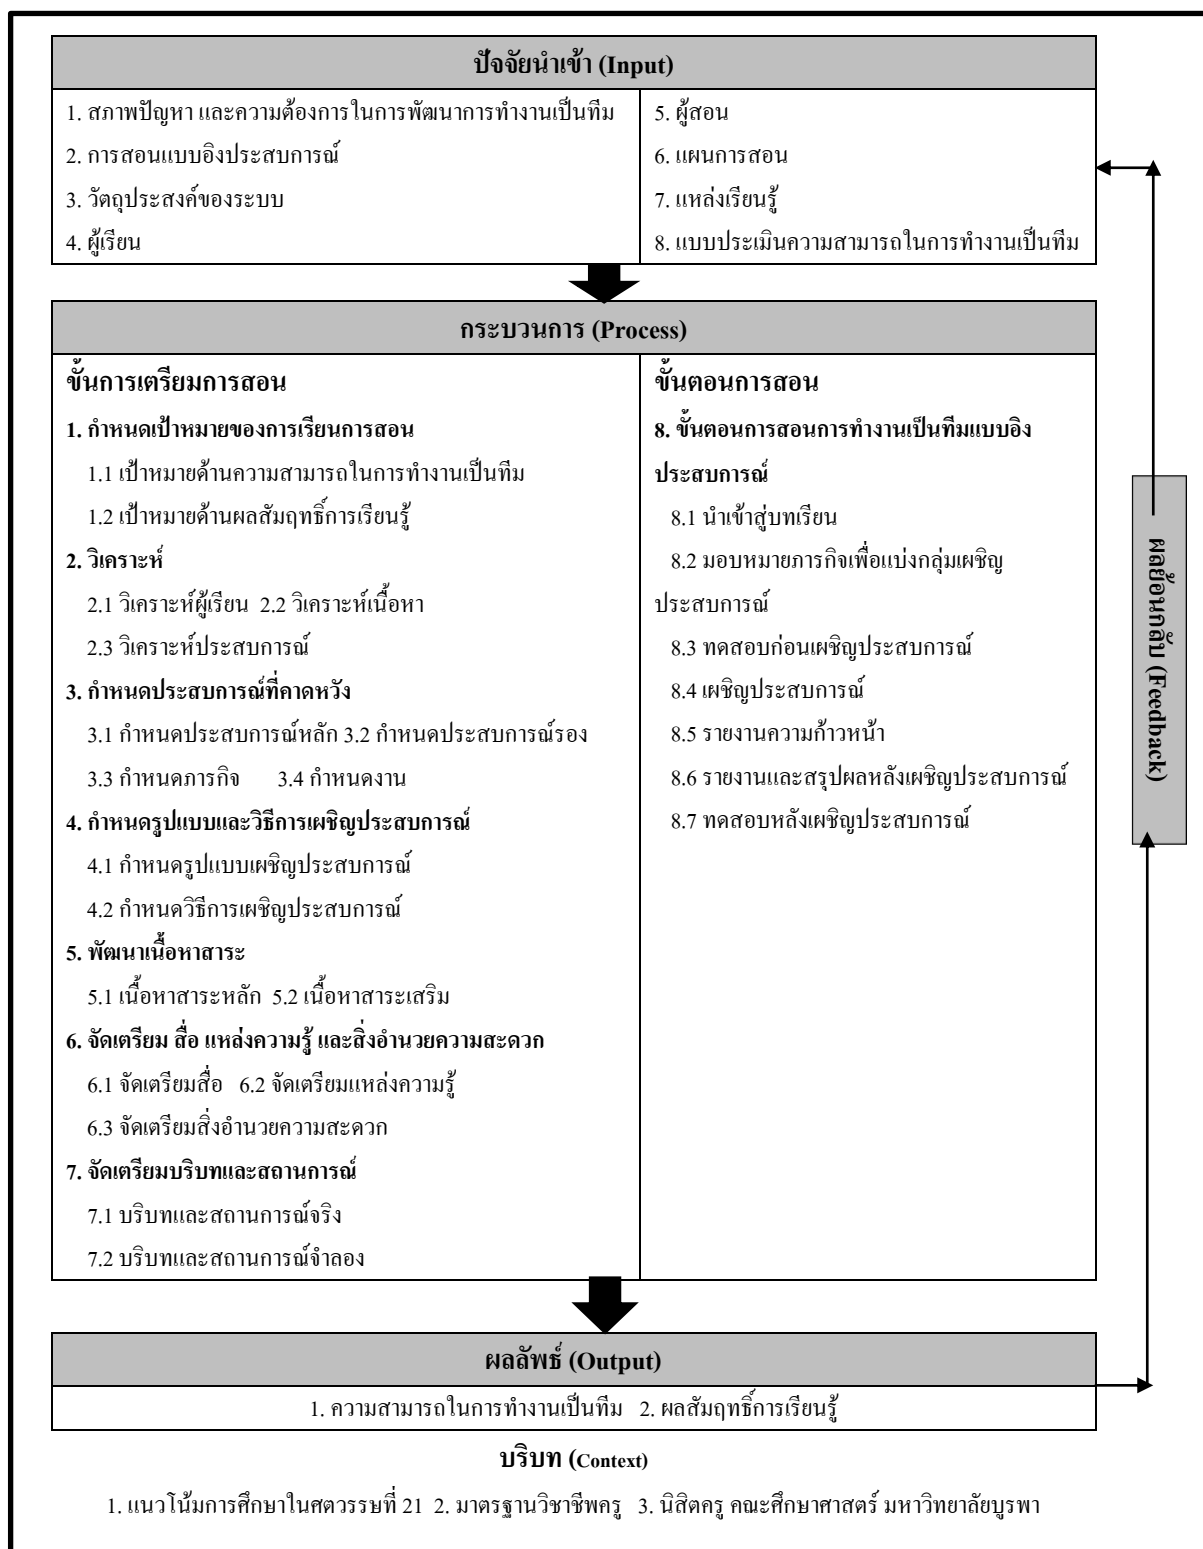 ปัจจัยนำเข้า (Input)
1. สภาพปัญหา และความต้องการในการพัฒนาการทำงานเป็นทีม
2. การสอนแบบอิงประสบการณ์
3. วัตถุประสงค์ของระบบ
4. ผู้เรียน
5. ผู้สอน
6. แผนการสอน
7. แหล่งเรียนรู้
8. แบบประเมินความสามารถในการทำงานเป็นทีม
กระบวนการ (Process)
ขั้นการเตรียมการสอน
1. กำหนดเป้าหมายของการเรียนการสอน
1.1 เป้าหมายด้านความสามารถในการทำงานเป็นทีม
1.2 เป้าหมายด้านผลสัมฤทธิ์การเรียนรู้
2. วิเคราะห์
2.1 วิเคราะห์ผู้เรียน 2.2 วิเคราะห์เนื้อหา
2.3 วิเคราะห์ประสบการณ์
3. กำหนดประสบการณ์ที่คาดหวัง
3.1 กำหนดประสบการณ์หลัก 3.2 กำหนดประสบการณ์รอง
3.3 กำหนดภารกิจ 3.4 กำหนดงาน
4. กำหนดรูปแบบและวิธีการเผชิญประสบการณ์
4.1 กำหนดรูปแบบเผชิญประสบการณ์
4.2 กำหนดวิธีการเผชิญประสบการณ์
5. พัฒนาเนื้อหาสาระ
5.1 เนื้อหาสาระหลัก 5.2 เนื้อหาสาระเสริม
6. จัดเตรียม สื่อ แหล่งความรู้ และสิ่งอำนวยความสะดวก
6.1 จัดเตรียมสื่อ 6.2 จัดเตรียมแหล่งความรู้
6.3 จัดเตรียมสิ่งอำนวยความสะดวก
7. จัดเตรียมบริบทและสถานการณ์
7.1 บริบทและสถานการณ์จริง
7.2 บริบทและสถานการณ์จำลอง
ขั้นตอนการสอน
8. ขั้นตอนการสอนการทำงานเป็นทีมแบบอิง
ประสบการณ์
8.1 นำเข้าสู่บทเรียน
8.2 มอบหมายภารกิจเพื่อแบ่งกลุ่มเผชิญ
ประสบการณ์
8.3 ทดสอบก่อนเผชิญประสบการณ์
8.4 เผชิญประสบการณ์
8.5 รายงานความก้าวหน้า
8.6 รายงานและสรุปผลหลังเผชิญประสบการณ์
8.7 ทดสอบหลังเผชิญประสบการณ์
ผลย้อนกลับ (Feedback)
ผลลัพธ์ (Output)
1. ความสามารถในการทำงานเป็นทีม 2. ผลสัมฤทธิ์การเรียนรู้
บริบท (Context)
1. แนวโน้มการศึกษาในศตวรรษที่ 21 2. มาตรฐานวิชาชีพครู 3. นิสิตครู คณะศึกษาศาสตร์ มหาวิทยาลัยบูรพา